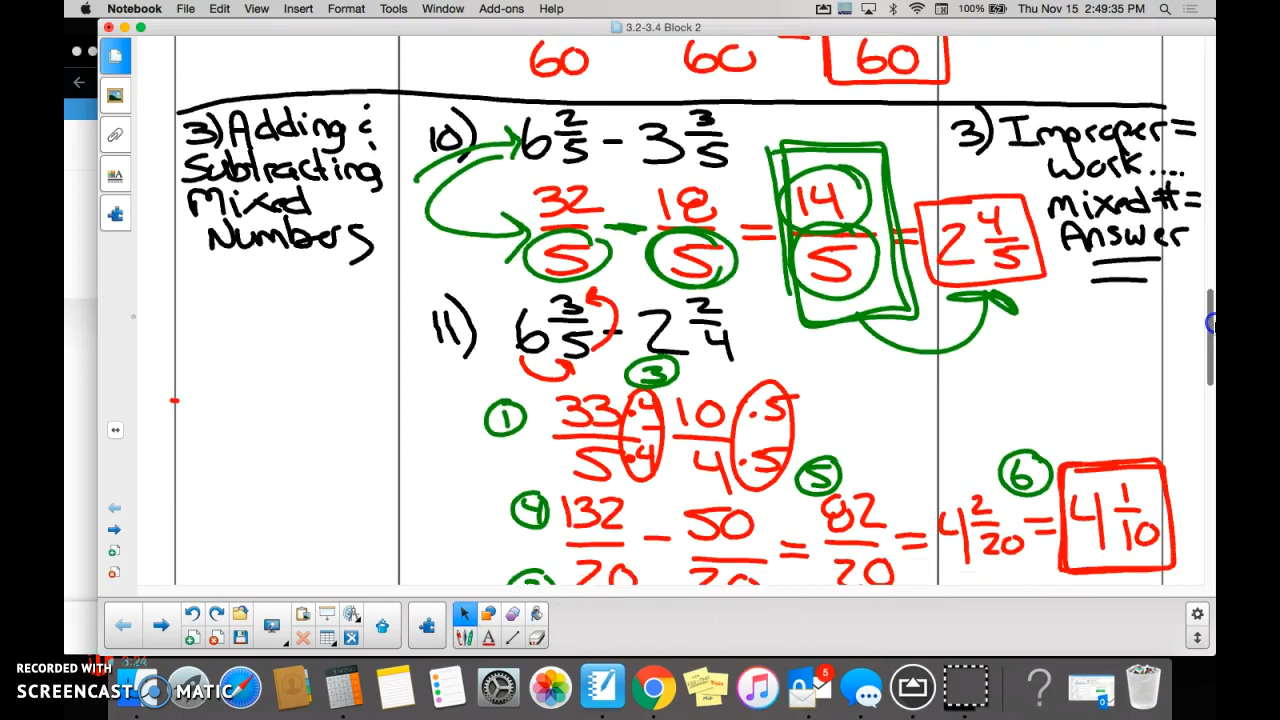 Notebook File Edit View Insert Format Tools Window Add-ons Help 100% Thu Nov 15 2:49:35 PM
3.2-3.4 Block 2
60 60 = 60
3) Adding &
Subtracting
Mixed
Numbers
10) 6 2/5 - 3 3/5
32/5 - 18/5 = 14/5 = 2 4/5
3) Improper =
Work....
mixed # =
Answer
11) 6 3/5 - 2 2/4
3
1 33/5 .4/.4 10/4 .5/.5
5
6
4 132/20 - 50/20 = 82/20 = 4 2/20 = 4 1/10
A
RECORDED WITH
SCREENCAST MATIC
3:24
5